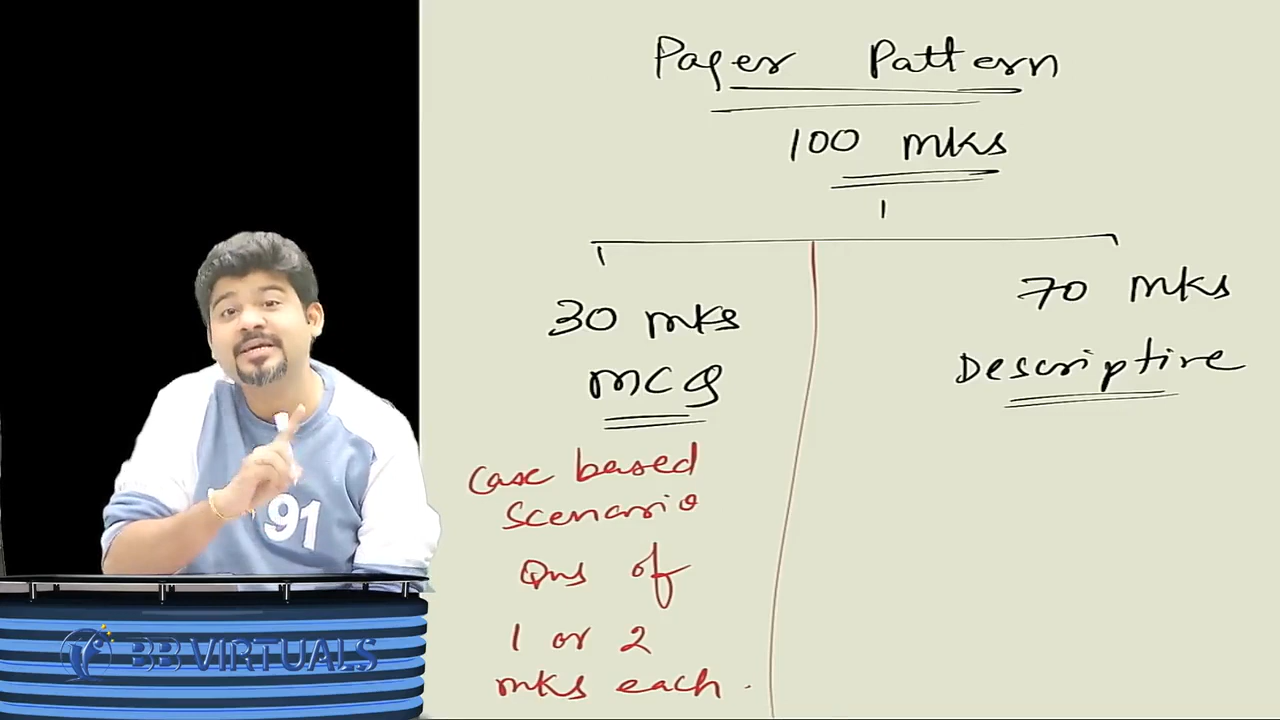 Paper Pattern
100 mks
30 mks
MCQ
Case based
Scenario
Qns of
1 or 2
mks each.
70 mks
Descriptive
91
BB VIRTUALS